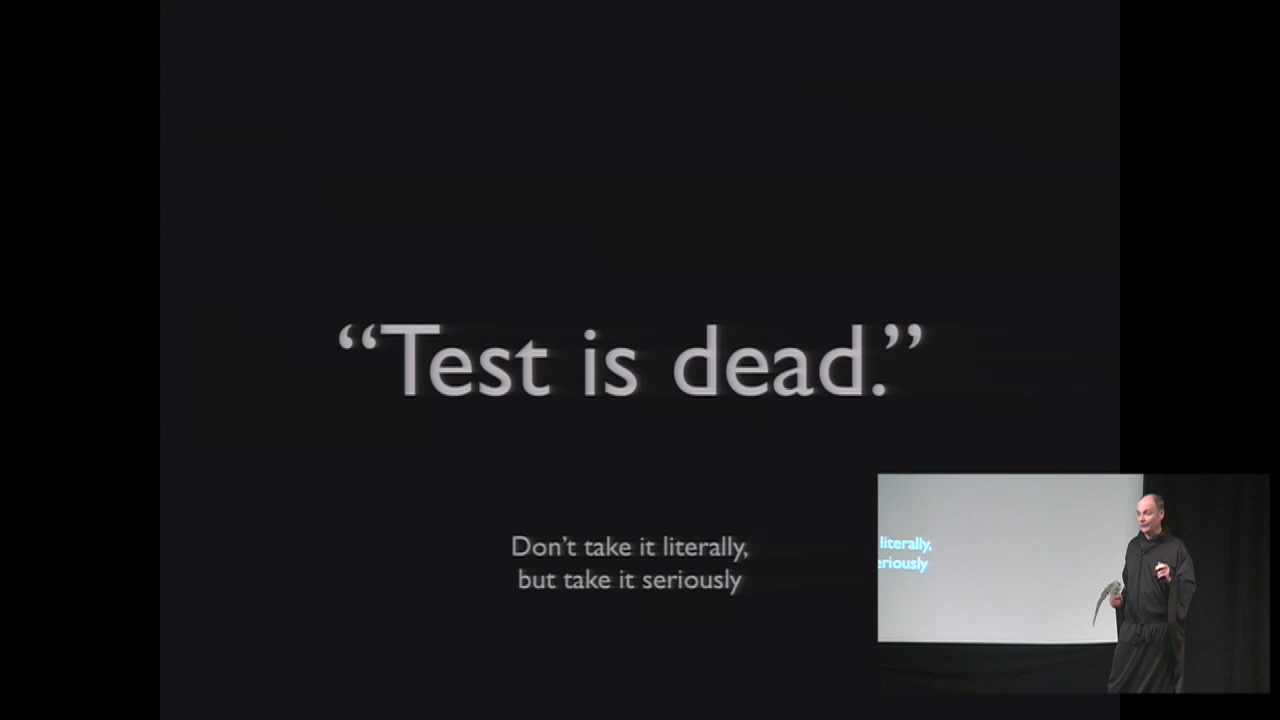 “Test is dead.”
Don’t take it literally,
but take it seriously
literally,
eriously